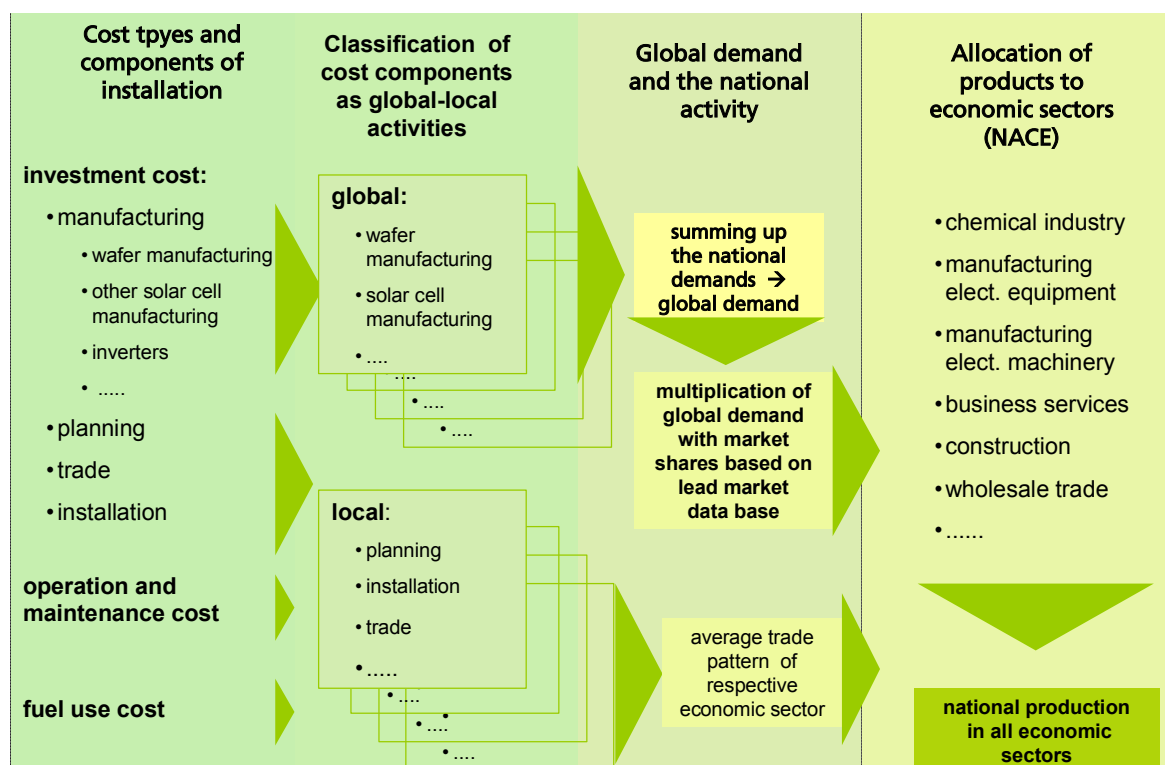 Cost tpyes and
components of
installation
investment cost:
• manufacturing
• wafer manufacturing
• other solar cell
manufacturing
• inverters
• .....
• planning
• trade
• installation
operation and
maintenance cost
fuel use cost
Classification of
cost components
as global-local
activities
global:
• wafer
manufacturing
• solar cell
manufacturing
• ....
• ....
• ....
• ....
local:
• planning
• installation
• trade
• .....
• ....
• ....
• ....
Global demand
and the national
activity
summing up
the national
demands →
global demand
multiplication of
global demand
with market
shares based on
lead market
data base
average trade
pattern of
respective
economic sector
Allocation of
products to
economic sectors
(NACE)
• chemical industry
• manufacturing
elect. equipment
• manufacturing
elect. machinery
• business services
• construction
• wholesale trade
• ......
national production
in all economic
sectors